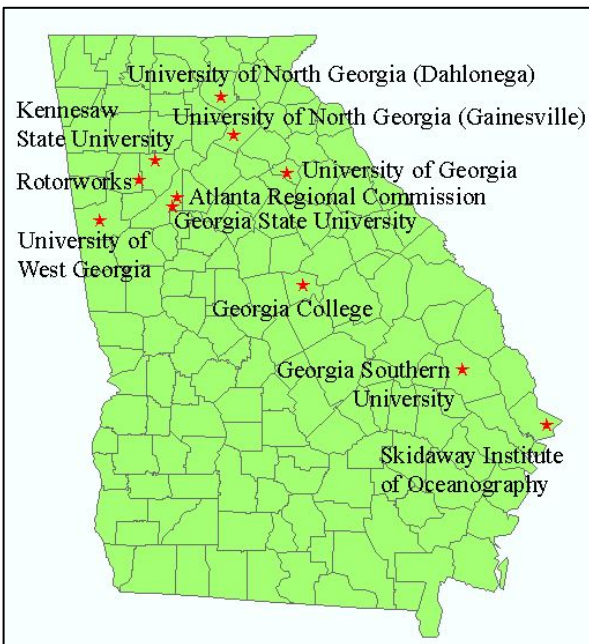 University of North Georgia (Dahlonega)
Kennesaw
State University
University of North Georgia (Gainesville)
University of Georgia
Rotorworks
Atlanta Regional Commission
Georgia State University
University of
West Georgia
Georgia College
Georgia Southern
University
Skidaway Institute
of Oceanography